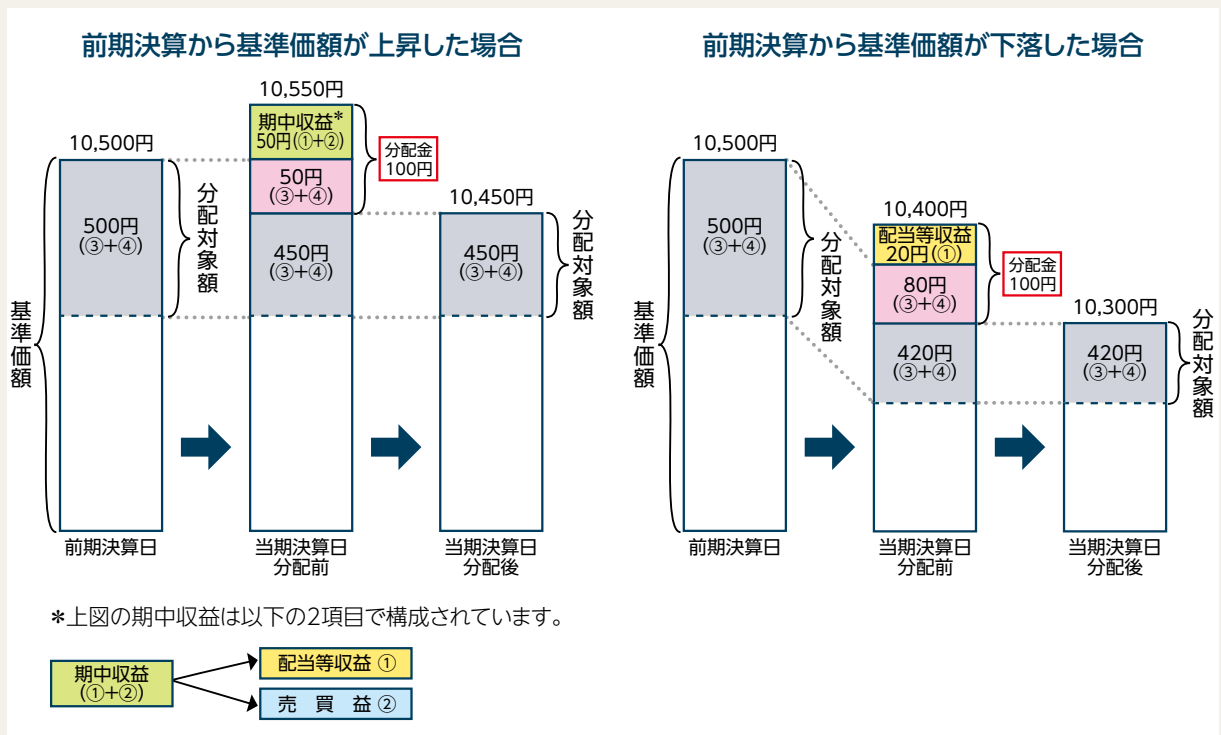 前期決算から基準価額が上昇した場合
10,500円
500円
(③+④)
分配対象額
基準価額
前期決算日
10,550円
期中収益*
50円(①+②)
50円
(③+④)
450円
(③+④)
分配金
100円
当期決算日
分配前
10,450円
450円
(③+④)
分配対象額
当期決算日
分配後
*上図の期中収益は以下の2項目で構成されています。
期中収益
(①+②)
配当等収益 ①
売 買 益 ②
前期決算から基準価額が下落した場合
10,500円
500円
(③+④)
分配対象額
基準価額
前期決算日
10,400円
配当等収益
20円(①)
80円
(③+④)
420円
(③+④)
分配金
100円
当期決算日
分配前
10,300円
420円
(③+④)
分配対象額
当期決算日
分配後